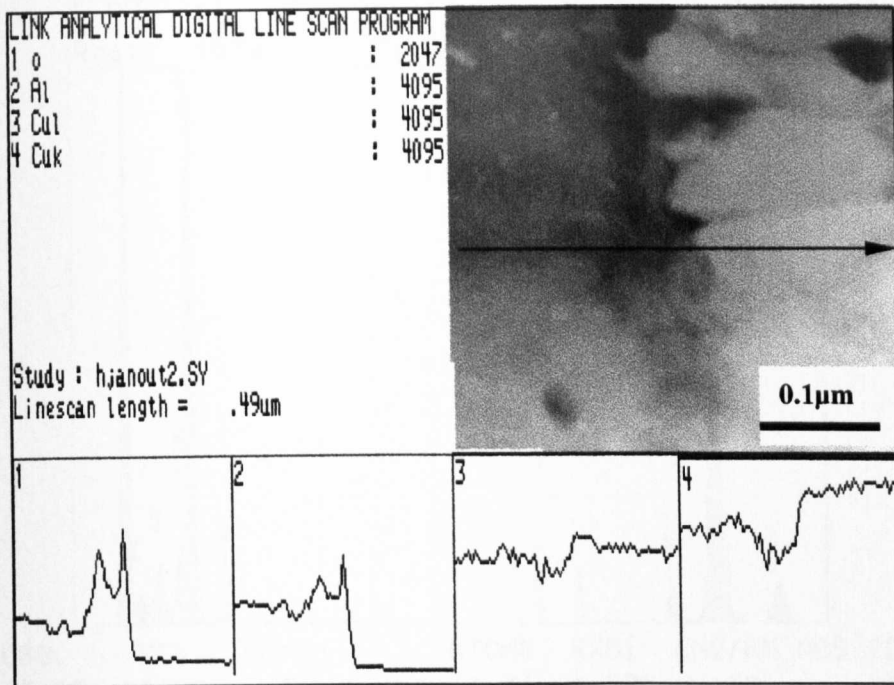 LINK ANALYTICAL DIGITAL LINE SCAN PROGRAM
1 O : 2047
2 Al : 4095
3 Cul : 4095
4 Cuk : 4095
Study : hjanout2.SY
Linescan length = .49um
0.1µm
1
2
3
4